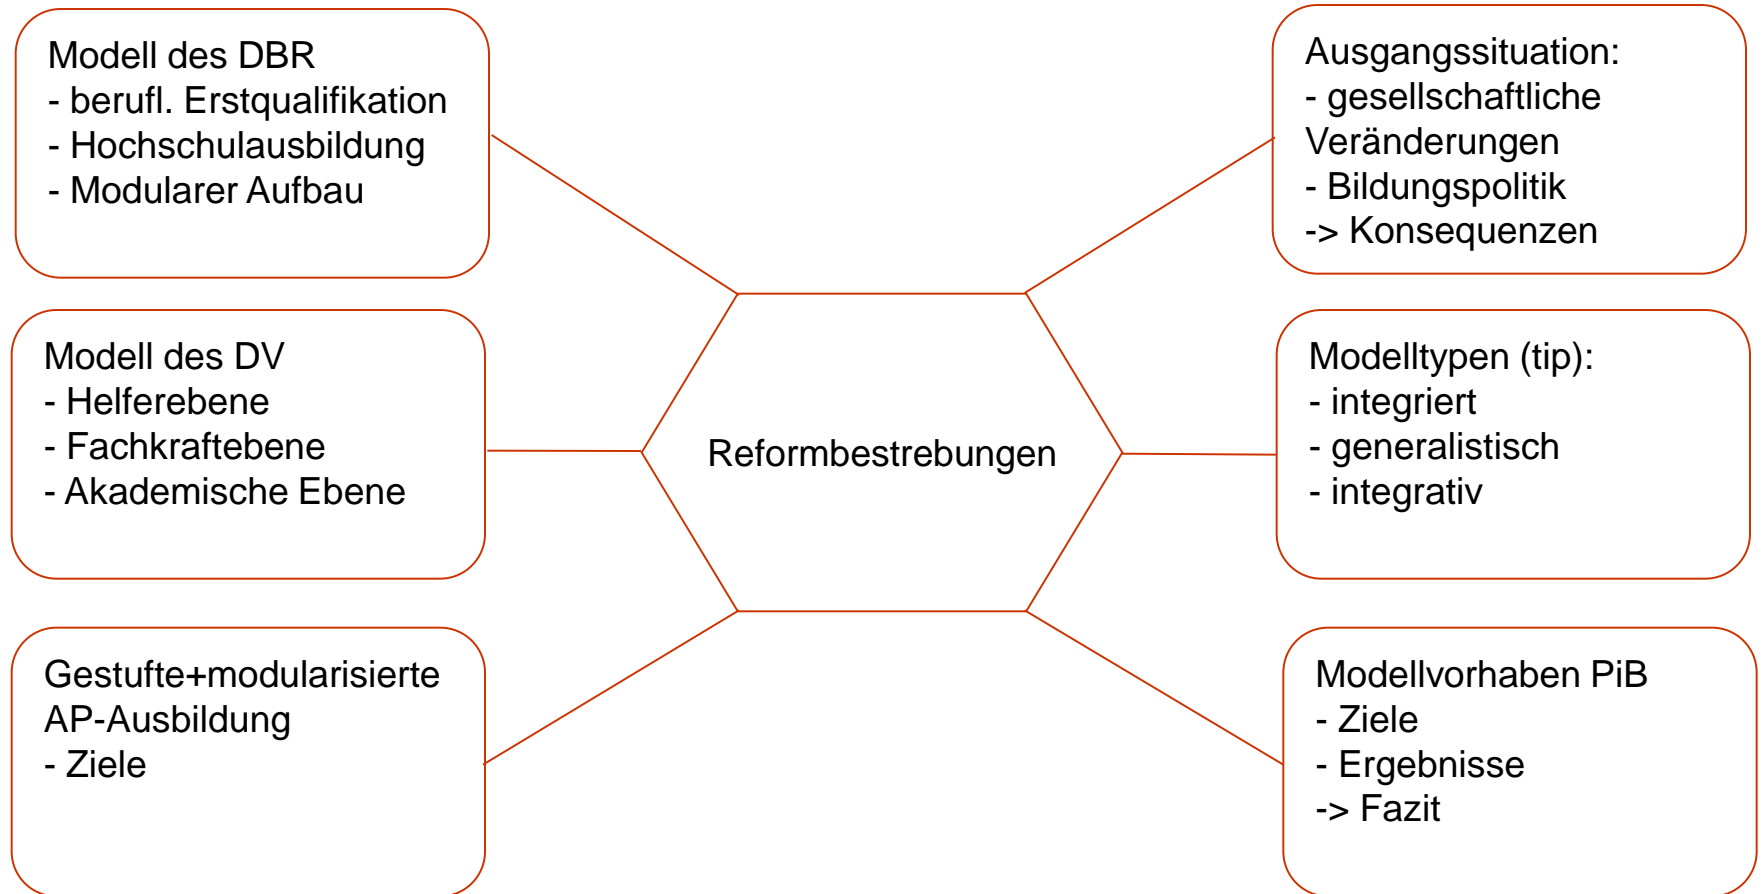 Modell des DBR
- berufl. Erstqualifikation
- Hochschulausbildung
- Modularer Aufbau
Ausgangssituation:
- gesellschaftliche
Veränderungen
- Bildungspolitik
-> Konsequenzen
Modell des DV
- Helferebene
- Fachkraftebene
- Akademische Ebene
Reformbestrebungen
Modelltypen (tip):
- integriert
- generalistisch
- integrativ
Gestufte+modularisierte
AP-Ausbildung
- Ziele
Modellvorhaben PiB
- Ziele
- Ergebnisse
-> Fazit